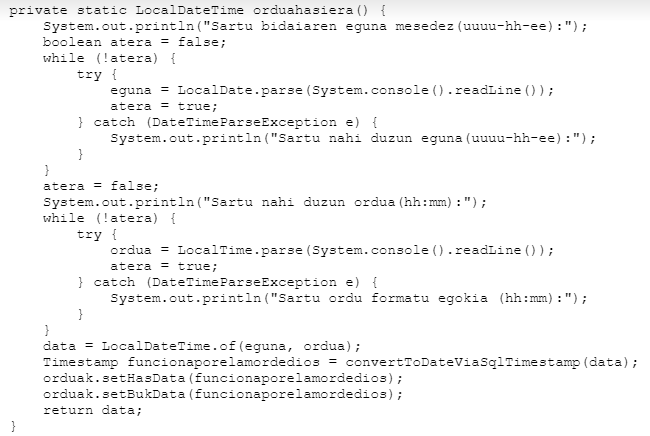 private static LocalDateTime orduahasiera() {
    System.out.println("Sartu bidaiaren eguna mesedez(uuuu-hh-ee):");
    boolean atera = false;
    while (!atera) {
        try {
            eguna = LocalDate.parse(System.console().readLine());
            atera = true;
        } catch (DateTimeParseException e) {
            System.out.println("Sartu nahi duzun eguna(uuuu-hh-ee):");
        }
    }
    atera = false;
    System.out.println("Sartu nahi duzun ordua(hh:mm):");
    while (!atera) {
        try {
            ordua = LocalTime.parse(System.console().readLine());
            atera = true;
        } catch (DateTimeParseException e) {
            System.out.println("Sartu ordu formatu egokia (hh:mm):");
        }
    }
    data = LocalDateTime.of(eguna, ordua);
    Timestamp funcionaporelamordedios = convertToDateViaSqlTimestamp(data);
    orduak.setHasData(funcionaporelamordedios);
    orduak.setBukData(funcionaporelamordedios);
    return data;
}